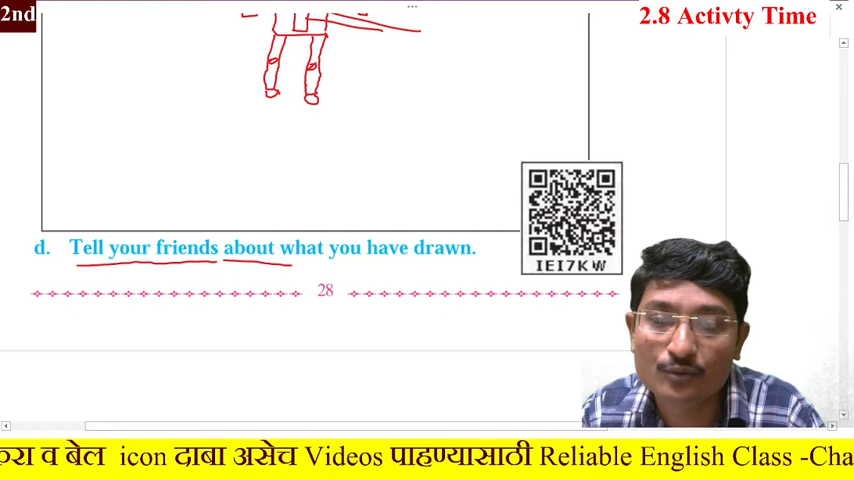 2nd
2.8 Activty Time
IEI7KW
d. Tell your friends about what you have drawn.
28
व बेल icon दाबा असेच Videos पाहण्यासाठी Reliable English Class -Cha